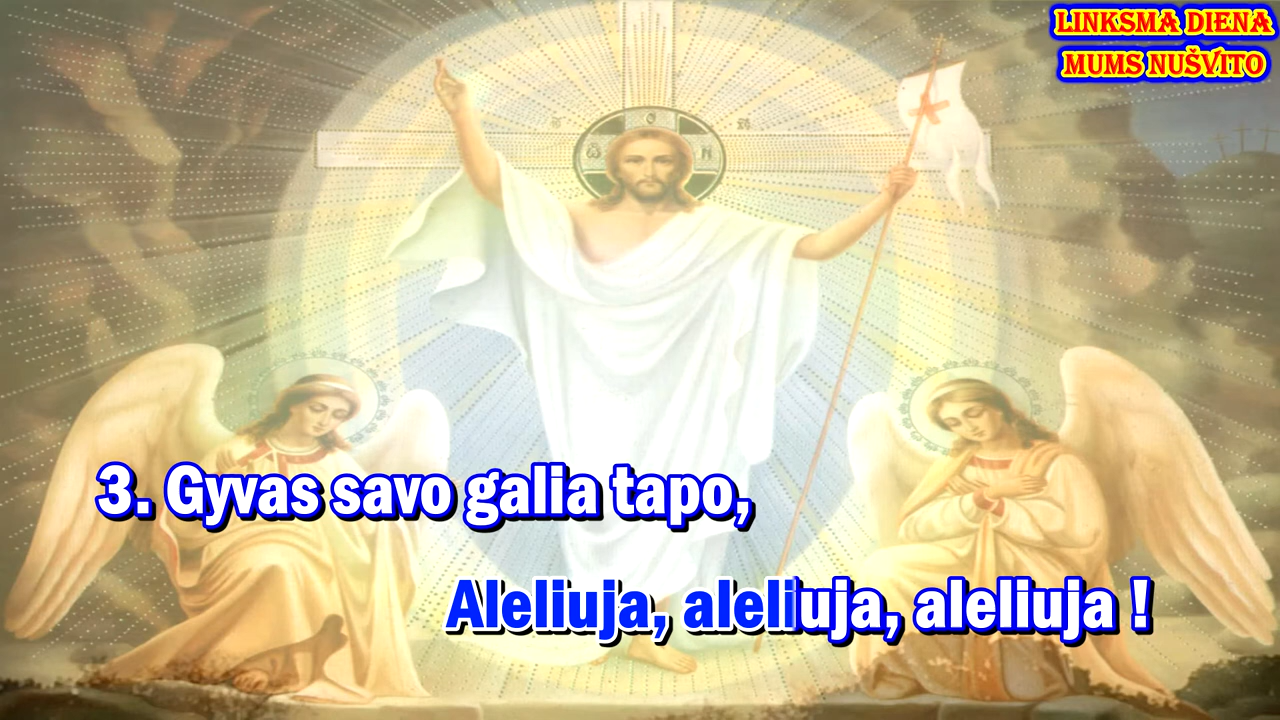 LINKSMA DIENA
MUMS NUŠVITO
3. Gyvas savo galia tapo,
Aleliuja, aleliuja, aleliuja !